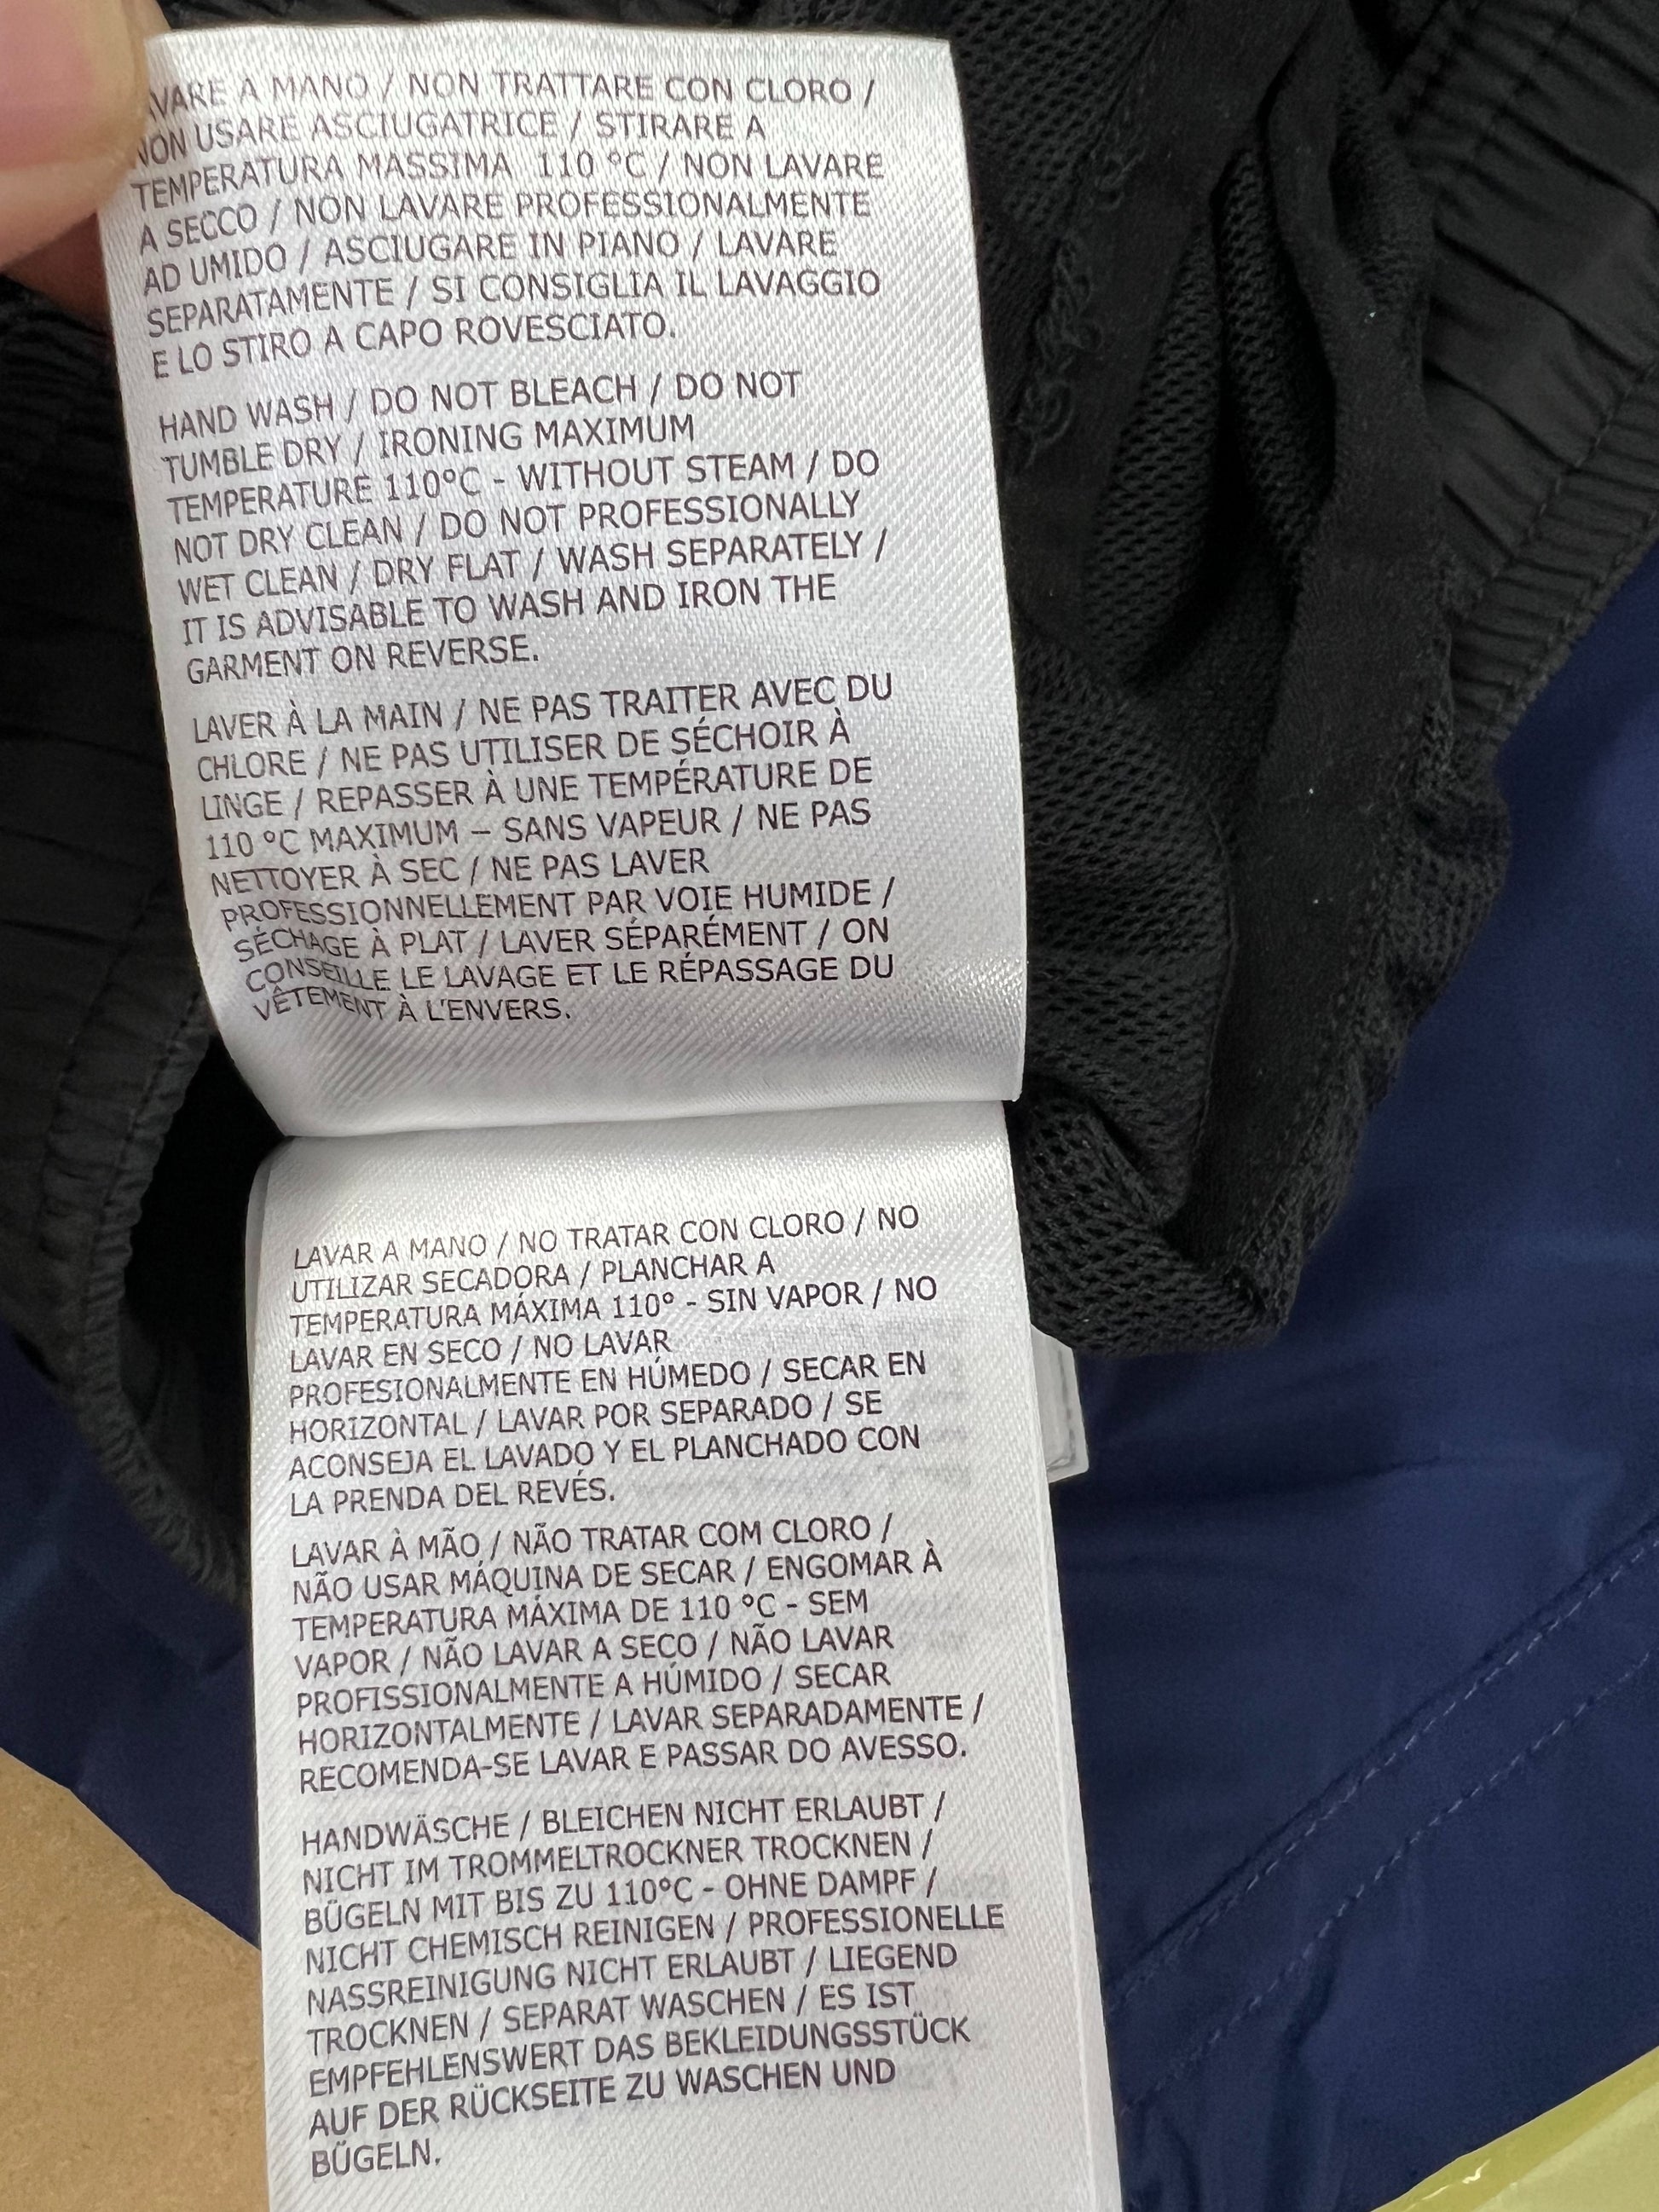 LAVARE A MANO / NON TRATTARE CON CLORO /
NON USARE ASCIUGATRICE / STIRARE A
TEMPERATURA MASSIMA 110 °C / NON LAVARE
A SECCO / NON LAVARE PROFESSIONALMENTE
AD UMIDO / ASCIUGARE IN PIANO / LAVARE
SEPARATAMENTE / SI CONSIGLIA IL LAVAGGIO
E LO STIRO A CAPO ROVESCIATO.
HAND WASH / DO NOT BLEACH / DO NOT
TUMBLE DRY / IRONING MAXIMUM
TEMPERATURE 110°C - WITHOUT STEAM / DO
NOT DRY CLEAN / DO NOT PROFESSIONALLY
WET CLEAN / DRY FLAT / WASH SEPARATELY /
IT IS ADVISABLE TO WASH AND IRON THE
GARMENT ON REVERSE.
LAVER À LA MAIN / NE PAS TRAITER AVEC DU
CHLORE / NE PAS UTILISER DE SÉCHOIR À
LINGE / REPASSER À UNE TEMPÉRATURE DE
110 °C MAXIMUM – SANS VAPEUR / NE PAS
NETTOYER À SEC / NE PAS LAVER
PROFESSIONNELLEMENT PAR VOIE HUMIDE /
SÉCHAGE À PLAT / LAVER SÉPARÉMENT / ON
CONSEILLE LE LAVAGE ET LE RÉPASSAGE DU
VÊTEMENT À L'ENVERS.
LAVAR A MANO / NO TRATAR CON CLORO / NO
UTILIZAR SECADORA / PLANCHAR A
TEMPERATURA MÁXIMA 110° - SIN VAPOR / NO
LAVAR EN SECO / NO LAVAR
PROFESIONALMENTE EN HÚMEDO / SECAR EN
HORIZONTAL / LAVAR POR SEPARADO / SE
ACONSEJA EL LAVADO Y EL PLANCHADO CON
LA PRENDA DEL REVÉS.
LAVAR À MÃO / NÃO TRATAR COM CLORO /
NÃO USAR MÁQUINA DE SECAR / ENGOMAR À
TEMPERATURA MÁXIMA DE 110 °C - SEM
VAPOR / NÃO LAVAR A SECO / NÃO LAVAR
PROFISSIONALMENTE A HÚMIDO / SECAR
HORIZONTALMENTE / LAVAR SEPARADAMENTE /
RECOMENDA-SE LAVAR E PASSAR DO AVESSO.
HANDWÄSCHE / BLEICHEN NICHT ERLAUBT /
NICHT IM TROMMELTROCKNER TROCKNEN /
BÜGELN MIT BIS ZU 110°C - OHNE DAMPF /
NICHT CHEMISCH REINIGEN / PROFESSIONELLE
NASSREINIGUNG NICHT ERLAUBT / LIEGEND
TROCKNEN / SEPARAT WASCHEN / ES IST
EMPFEHLENSWERT DAS BEKLEIDUNGSSTÜCK
AUF DER RÜCKSEITE ZU WASCHEN UND
BÜGELN.